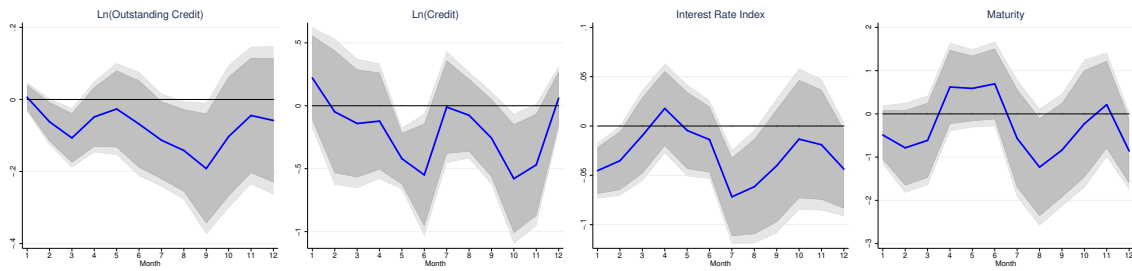 Ln(Outstanding Credit)
.2
0
-.2
-.4
1 2 3 4 5 6 7 8 9 10 11 12
Month
Ln(Credit)
.5
0
-.5
-1
1 2 3 4 5 6 7 8 9 10 11 12
Month
Interest Rate Index
.1
.05
0
-.05
-.1
1 2 3 4 5 6 7 8 9 10 11 12
Month
Maturity
2
1
0
-1
-2
-3
1 2 3 4 5 6 7 8 9 10 11 12
Month